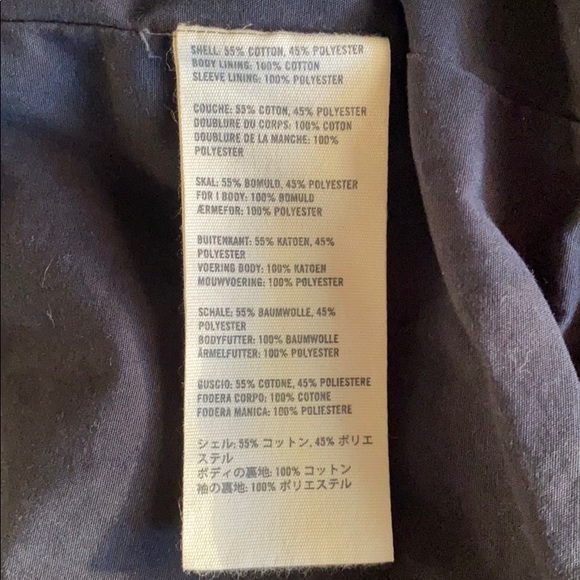 SHELL: 55% COTTON, 45% POLYESTER
BODY LINING: 100% COTTON
SLEEVE LINING: 100% POLYESTER
COUCHE: 55% COTON, 45% POLYESTER
DOUBLURE DU CORPS: 100% COTON
DOUBLURE DE LA MANCHE: 100%
POLYESTER
SKAL: 55% BOMULD, 45% POLYESTER
FOR I BODY: 100% BOMULD
ÆRMEFOR: 100% POLYESTER
BUITENKANT: 55% KATOEN, 45%
POLYESTER
VOERING BODY: 100% KATOEN
MOUWVOERING: 100% POLYESTER
SCHALE: 55% BAUMWOLLE, 45%
POLYESTER
BODYFUTTER: 100% BAUMWOLLE
ÄRMELFUTTER: 100% POLYESTER
GUSCIO: 55% COTONE, 45% POLIESTERE
FODERA CORPO: 100% COTONE
FODERA MANICA: 100% POLIESTERE
シェル: 55% コットン, 45% ポリエ
ステル
ボディの裏地: 100% コットン
袖の裏地: 100% ポリエステル